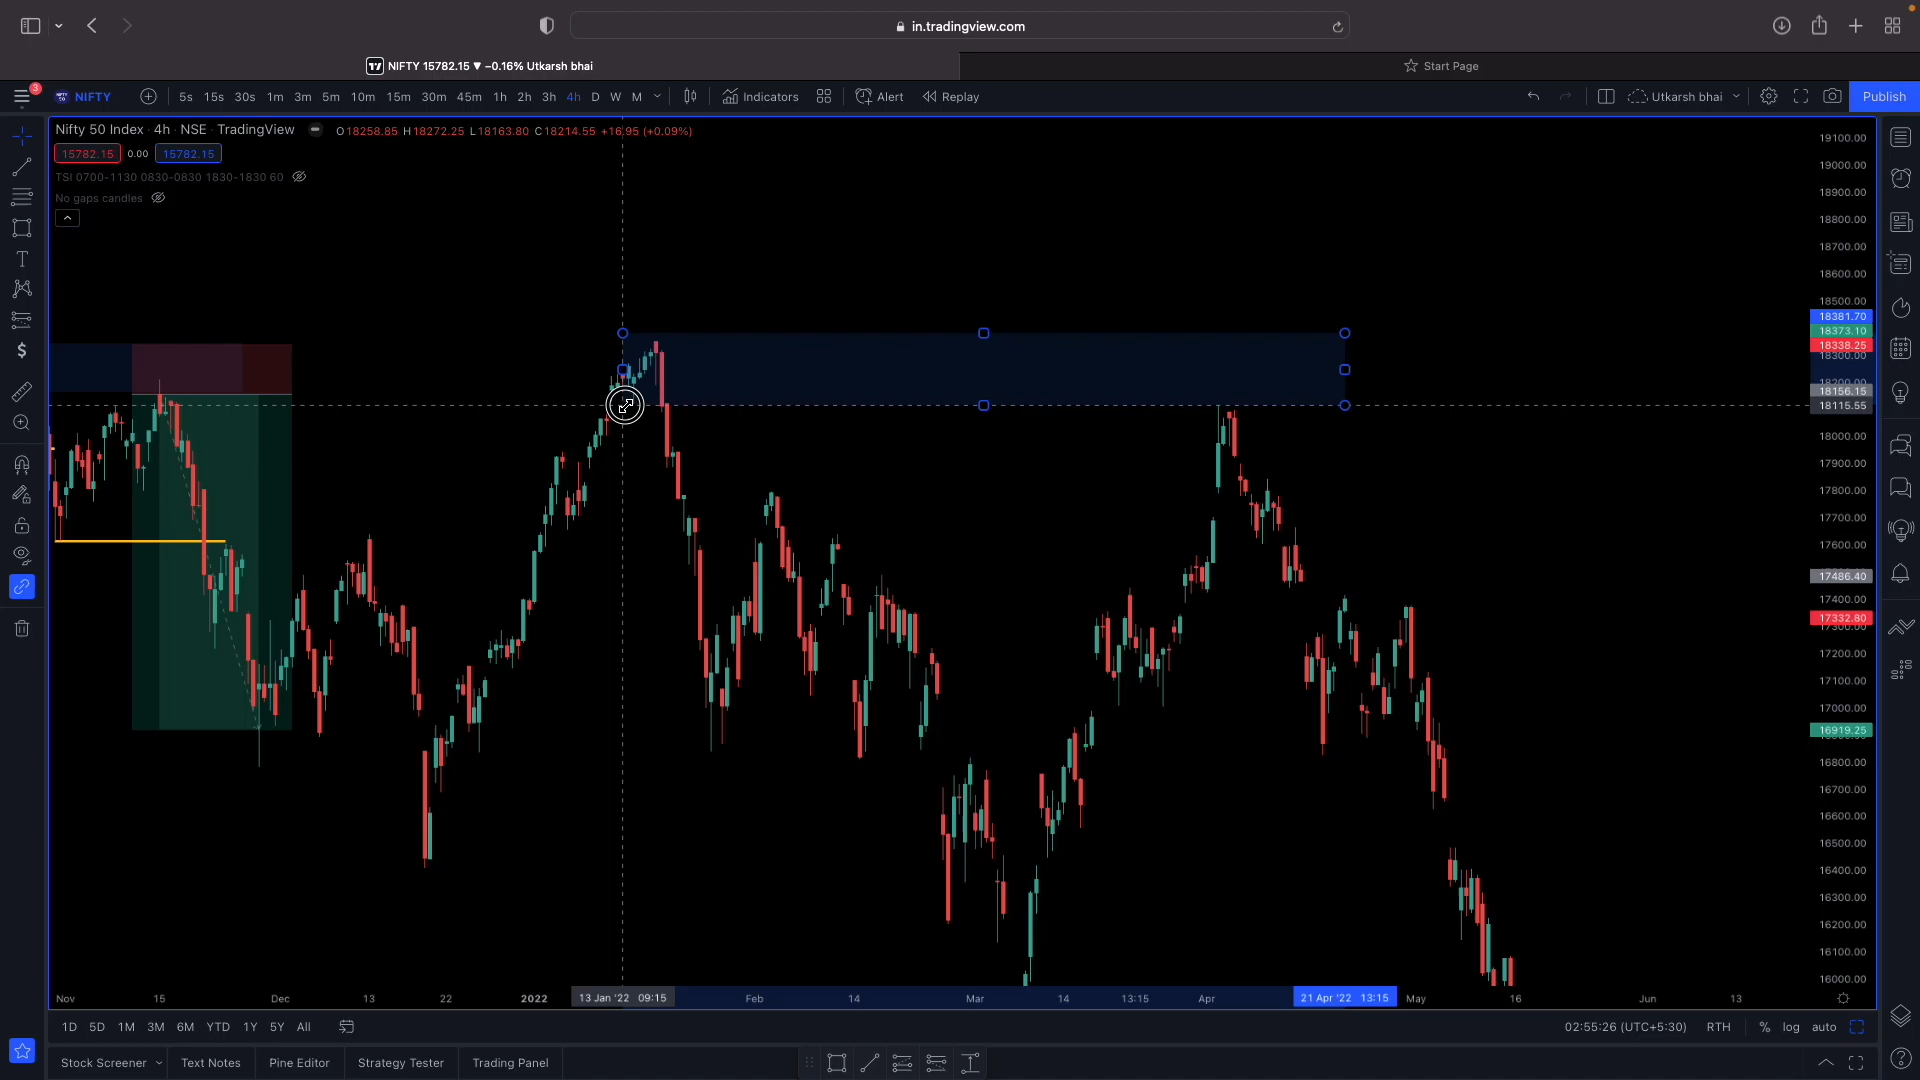 in.tradingview.com
NIFTY 15782.15 ▼ −0.16% Utkarsh bhai
Start Page
3
NIFTY
5s 15s 30s 1m 3m 5m 10m 15m 30m 45m 1h 2h 3h 4h D W M
Indicators
Alert
Replay
Utkarsh bhai
Publish
Nifty 50 Index · 4h · NSE · TradingView
O18258.85 H18272.25 L18163.80 C18214.55 +16.95 (+0.09%)
15782.15 0.00 15782.15
TSI 0700-1130 0830-0830 1830-1830 60
No gaps candles
19100.00
19000.00
18900.00
18800.00
18700.00
18600.00
18500.00
18381.70
18373.10
18338.25
18300.00
18200.00
18156.15
18115.55
18000.00
17900.00
17800.00
17700.00
17600.00
17486.40
17400.00
17332.80
17300.00
17200.00
17100.00
17000.00
16919.25
16800.00
16700.00
16600.00
16500.00
16400.00
16300.00
16200.00
16100.00
16000.00
Nov 15 Dec 13 22 2022 13 Jan '22 09:15 Feb 14 Mar 14 13:15 Apr 21 Apr '22 13:15 May 16 Jun 13
1D 5D 1M 3M 6M YTD 1Y 5Y All
02:55:26 (UTC+5:30) RTH % log auto
Stock Screener Text Notes Pine Editor Strategy Tester Trading Panel